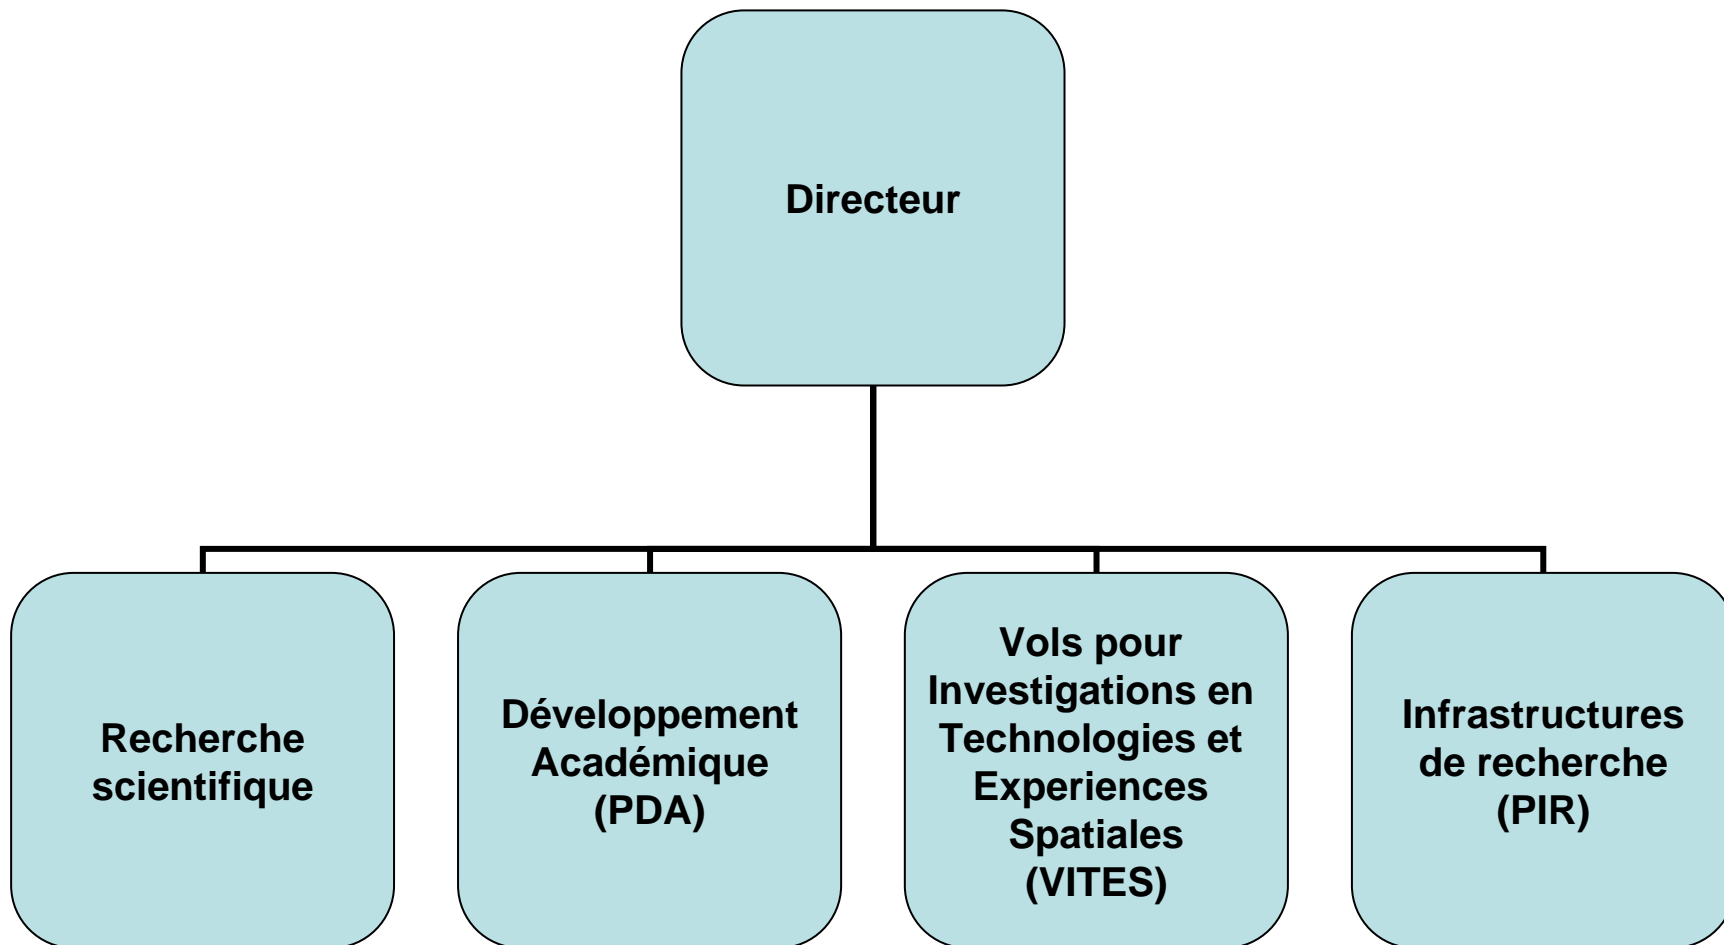 Directeur
Recherche
scientifique
Développement
Académique
(PDA)
Vols pour
Investigations en
Technologies et
Experiences
Spatiales
(VITES)
Infrastructures
de recherche
(PIR)